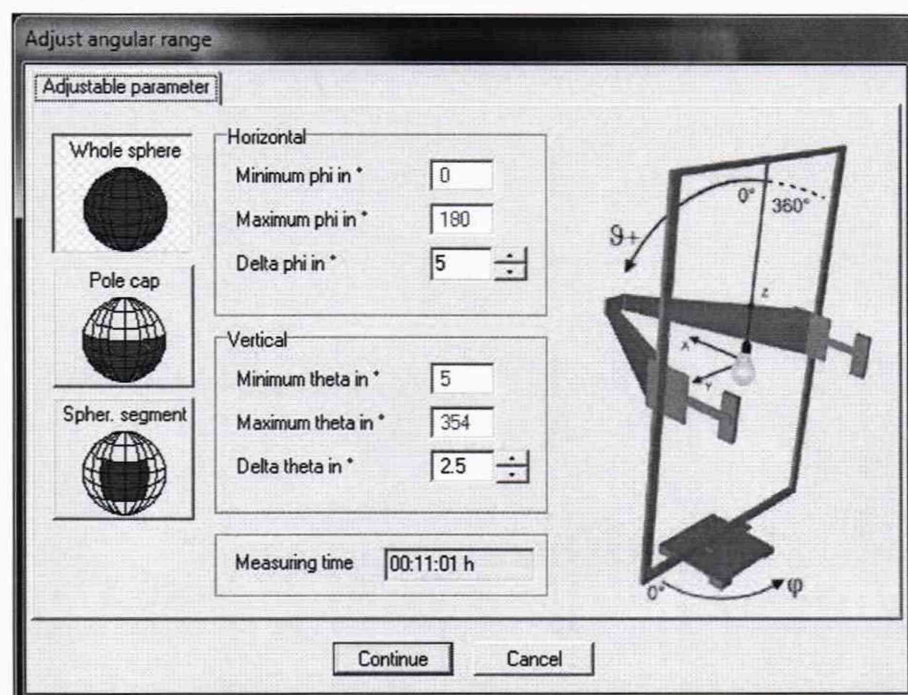 Adjust angular range
Adjustable parameter
Whole sphere
Pole cap
Spher. segment
Horizontal
Minimum phi in °
0
Maximum phi in °
180
Delta phi in °
5
Vertical
Minimum theta in °
5
Maximum theta in °
354
Delta theta in °
2.5
Measuring time
00:11:01 h
0°
360°
ϑ+
z
X
Y
0°
φ
Continue
Cancel